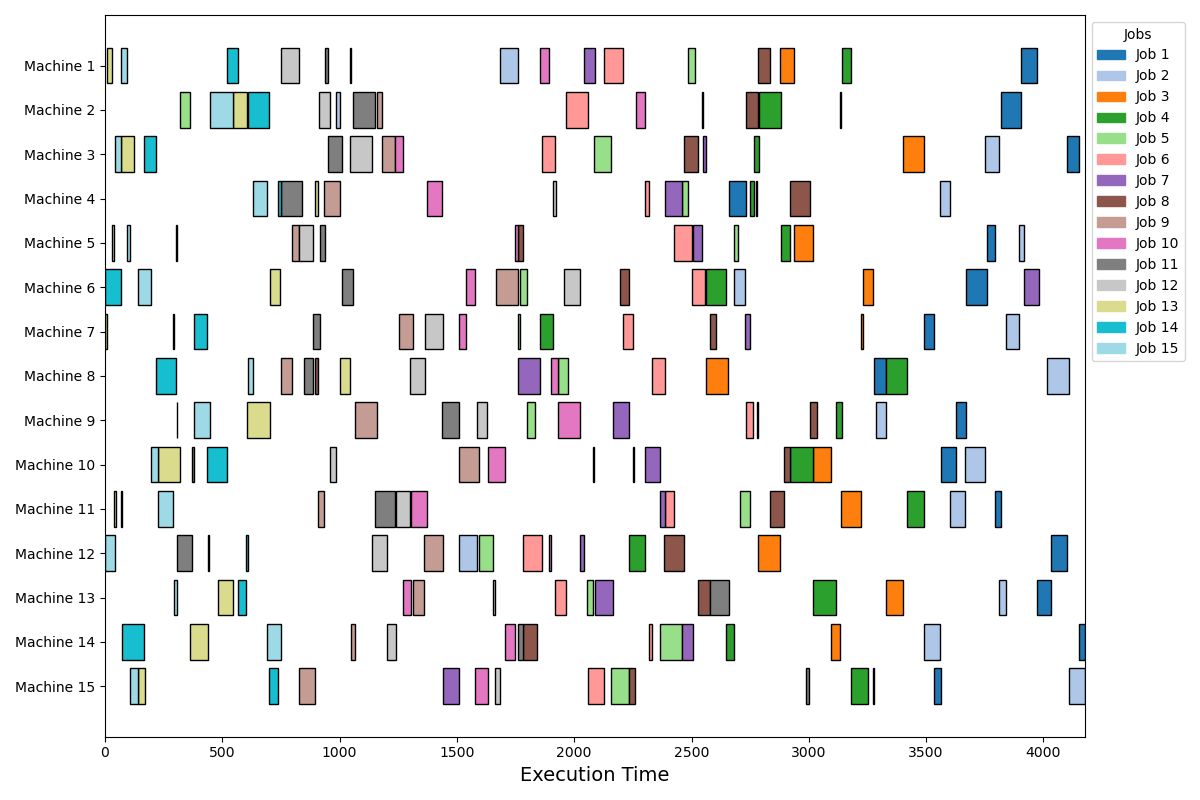 Machine 1
Machine 2
Machine 3
Machine 4
Machine 5
Machine 6
Machine 7
Machine 8
Machine 9
Machine 10
Machine 11
Machine 12
Machine 13
Machine 14
Machine 15
0 500 1000 1500 2000 2500 3000 3500 4000
Execution Time
Jobs
Job 1
Job 2
Job 3
Job 4
Job 5
Job 6
Job 7
Job 8
Job 9
Job 10
Job 11
Job 12
Job 13
Job 14
Job 15